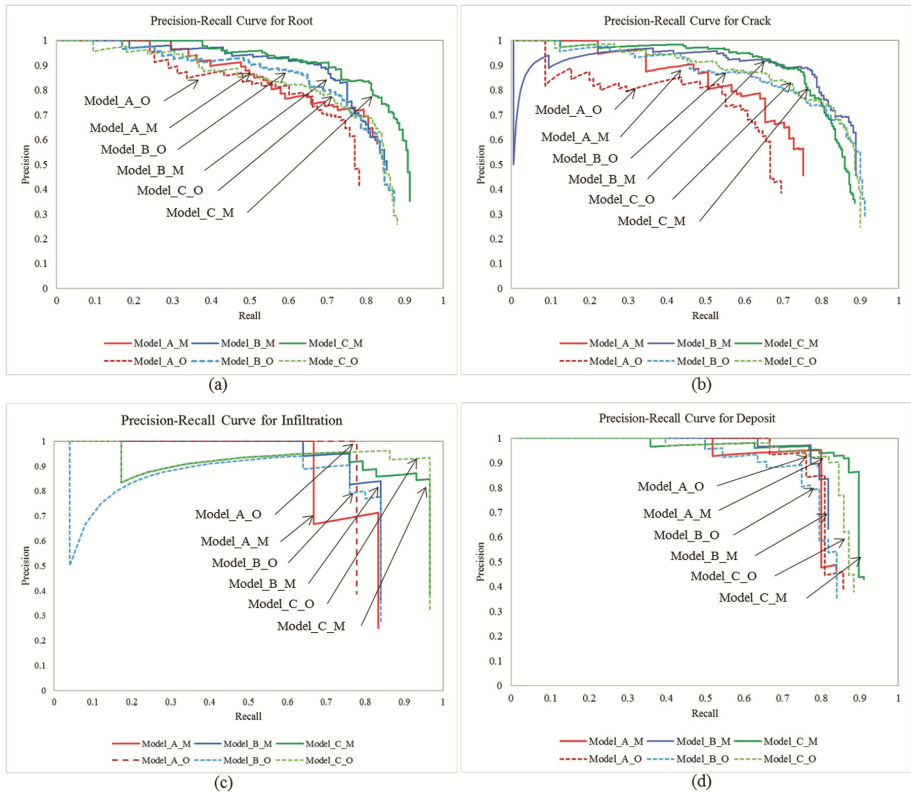 Precision-Recall Curve for Root
Precision
1
0.9
0.8
0.7
0.6
0.5
0.4
0.3
0.2
0.1
0
Model_A_O
Model_A_M
Model_B_O
Model_B_M
Model_C_O
Model_C_M
0 0.1 0.2 0.3 0.4 0.5 0.6 0.7 0.8 0.9 1
Reall
Model_A_M Model_B_M Model_C_M
Model_A_O Model_B_O Mode_C_O
(a)
Precision-Recall Curve for Crack
Precision
1
0.9
0.8
0.7
0.6
0.5
0.4
0.3
0.2
0.1
0
Model_A_O
Model_A_M
Model_B_O
Model_B_M
Model_C_O
Model_C_M
0 0.1 0.2 0.3 0.4 0.5 0.6 0.7 0.8 0.9 1
Recall
Model_A_M Model_B_M Model_C_M
Model_A_O Model_B_O Model_C_O
(b)
Precision-Recall Curve for Infiltration
Precision
1
0.9
0.8
0.7
0.6
0.5
0.4
0.3
0.2
0.1
0
Model_A_O
Model_A_M
Model_B_O
Model_B_M
Model_C_O
Model_C_M
0 0.1 0.2 0.3 0.4 0.5 0.6 0.7 0.8 0.9 1
Recall
Model_A_M Model_B_M Model_C_M
Model_A_O Model_B_O Model_C_O
(c)
Precision-Recall Curve for Deposit
Precision
1
0.9
0.8
0.7
0.6
0.5
0.4
0.3
0.2
0.1
0
Model_A_O
Model_A_M
Model_B_O
Model_B_M
Model_C_O
Model_C_M
0 0.1 0.2 0.3 0.4 0.5 0.6 0.7 0.8 0.9 1
Recall
Model_A_M Model_B_M Model_C_M
Model_A_O Model_B_O Model_C_O
(d)